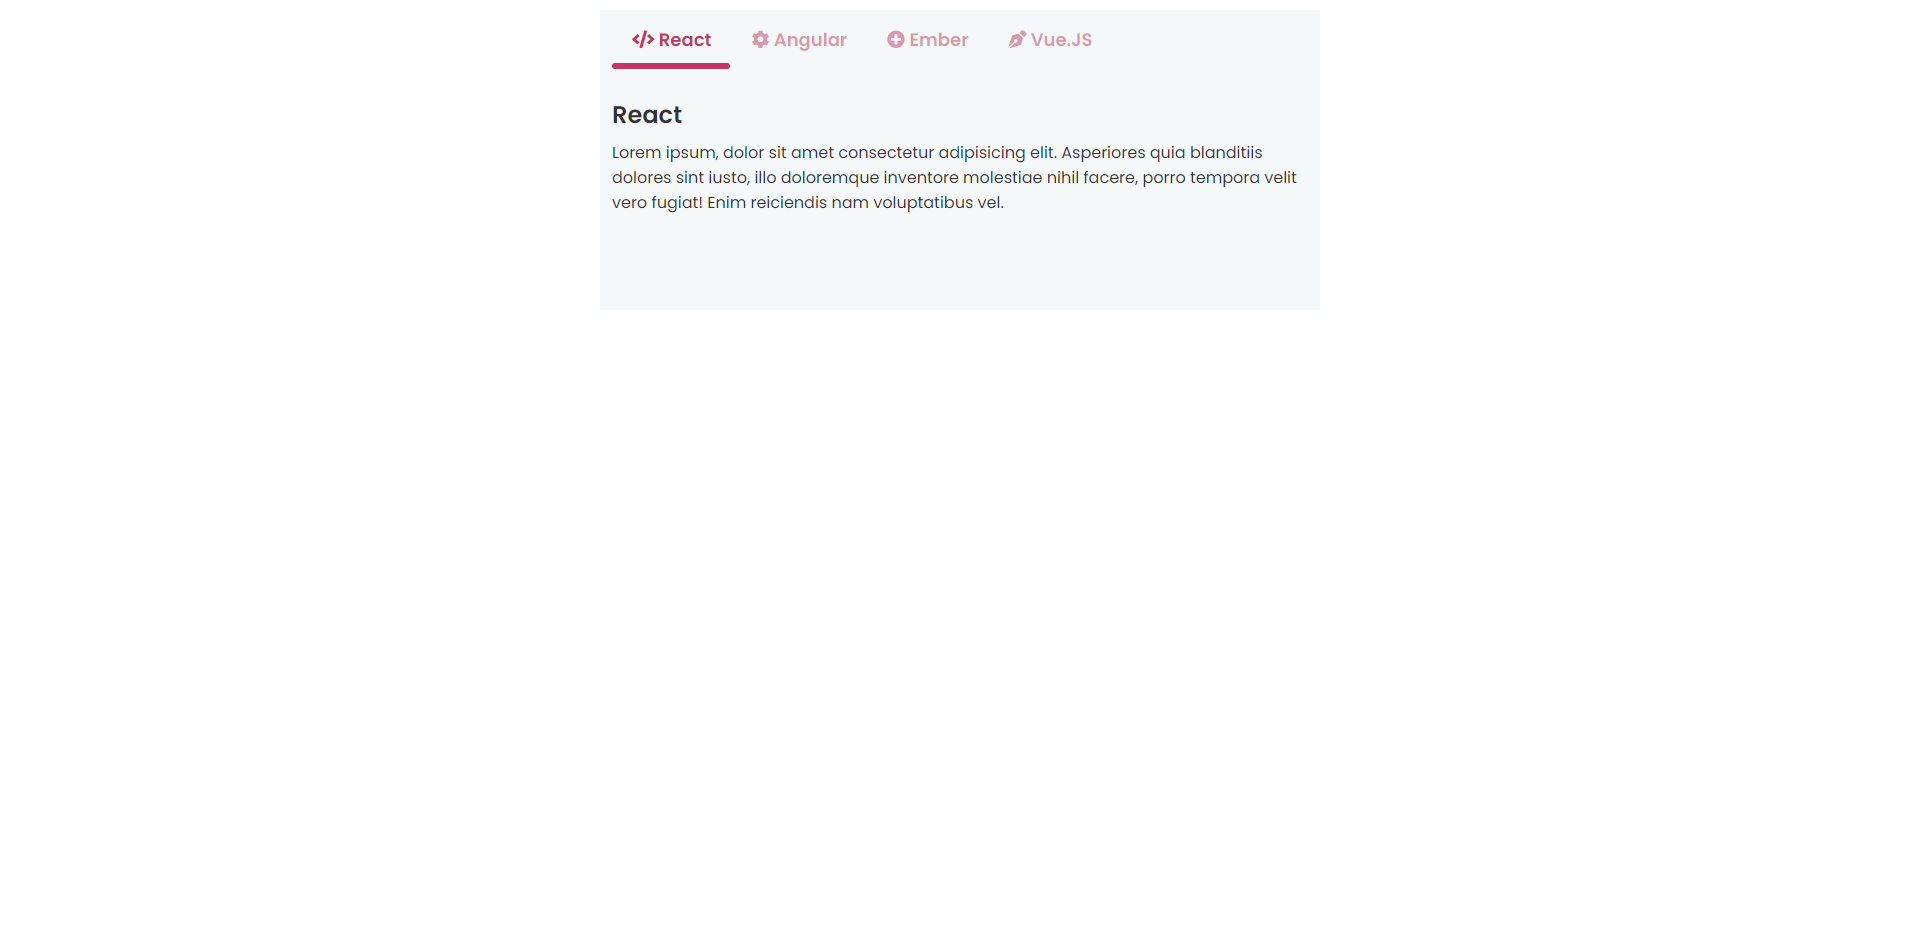 React Angular Ember Vue.JS
React
Lorem ipsum, dolor sit amet consectetur adipisicing elit. Asperiores quia blanditiis
dolores sint iusto, illo doloremque inventore molestiae nihil facere, porro tempora velit
vero fugiat! Enim reiciendis nam voluptatibus vel.